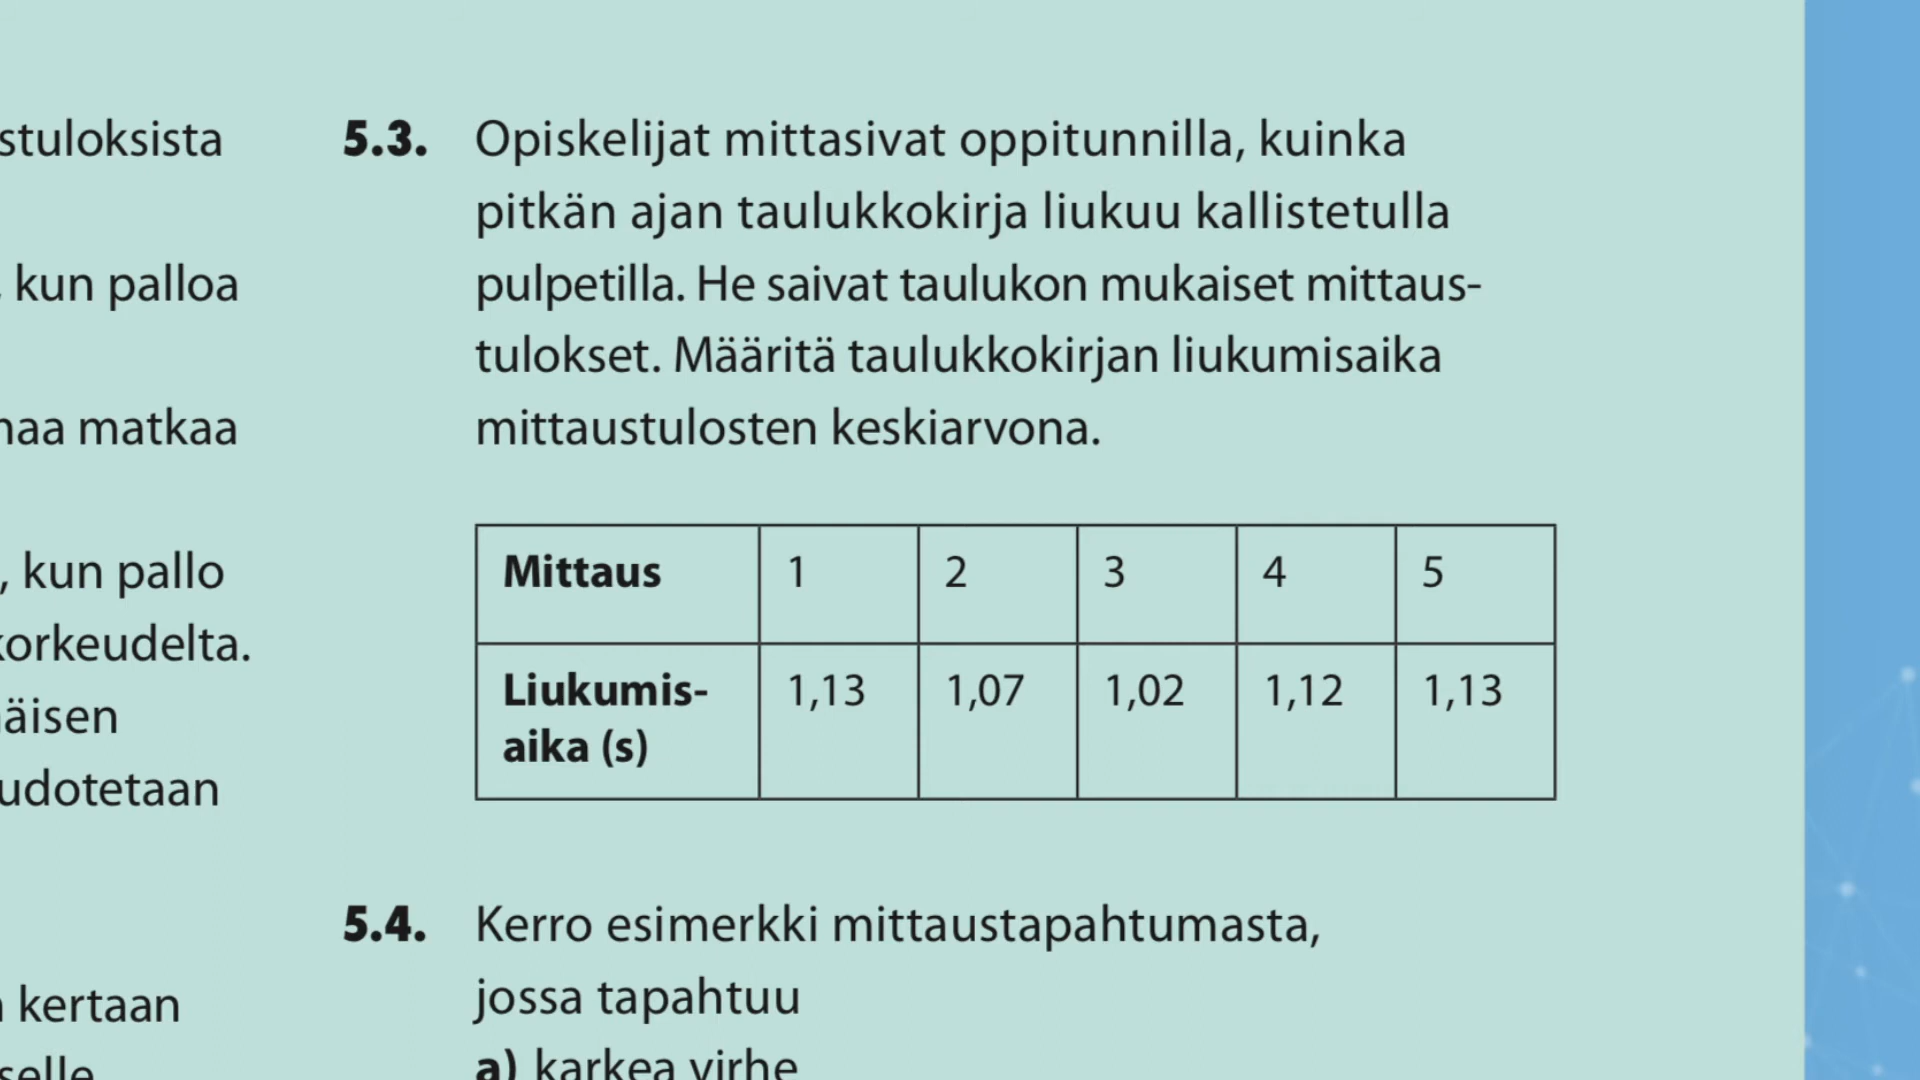 stuloksista
, kun palloa
maa matkaa
, kun pallo
korkeudelta.
äisen
udotetaan
kertaan
selle
5.3. Opiskelijat mittasivat oppitunnilla, kuinka
pitkän ajan taulukkokirja liukuu kallistetulla
pulpetilla. He saivat taulukon mukaiset mittaus-
tulokset. Määritä taulukkokirjan liukumisaika
mittaustulosten keskiarvona.
Mittaus 1 2 3 4 5
Liukumis-
aika (s) 1,13 1,07 1,02 1,12 1,13
5.4. Kerro esimerkki mittaustapahtumasta,
jossa tapahtuu
a) karkea virhe